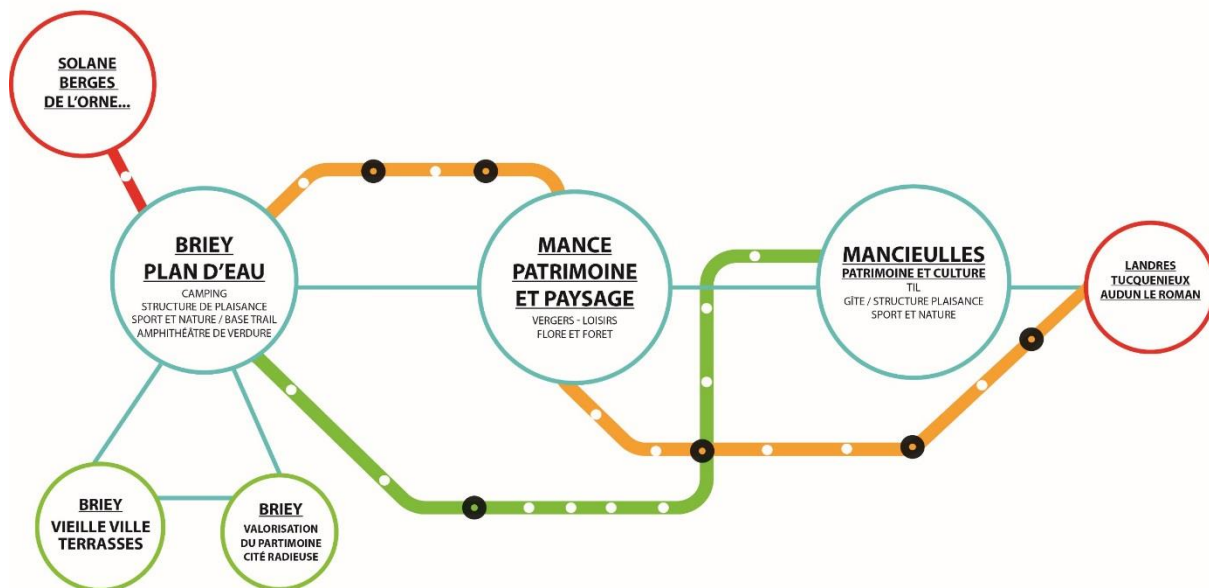 SOLANE
BERGES
DE L'ORNE...
BRIEY
PLAN D'EAU
CAMPING
STRUCTURE DE PLAISANCE
SPORT ET NATURE / BASE TRAIL
AMPHITHÉÂTRE DE VERDURE
MANCE
PATRIMOINE
ET PAYSAGE
VERGERS - LOISIRS
FLORE ET FORET
MANCIEULLES
PATRIMOINE ET CULTURE
TIL
GÎTE / STRUCTURE PLAISANCE
SPORT ET NATURE
LANDRES
TUCQUENIEUX
AUDUN LE ROMAN
BRIEY
VIEILLE VILLE
TERRASSES
BRIEY
VALORISATION
DU PARTIMOINE
CITÉ RADIEUSE